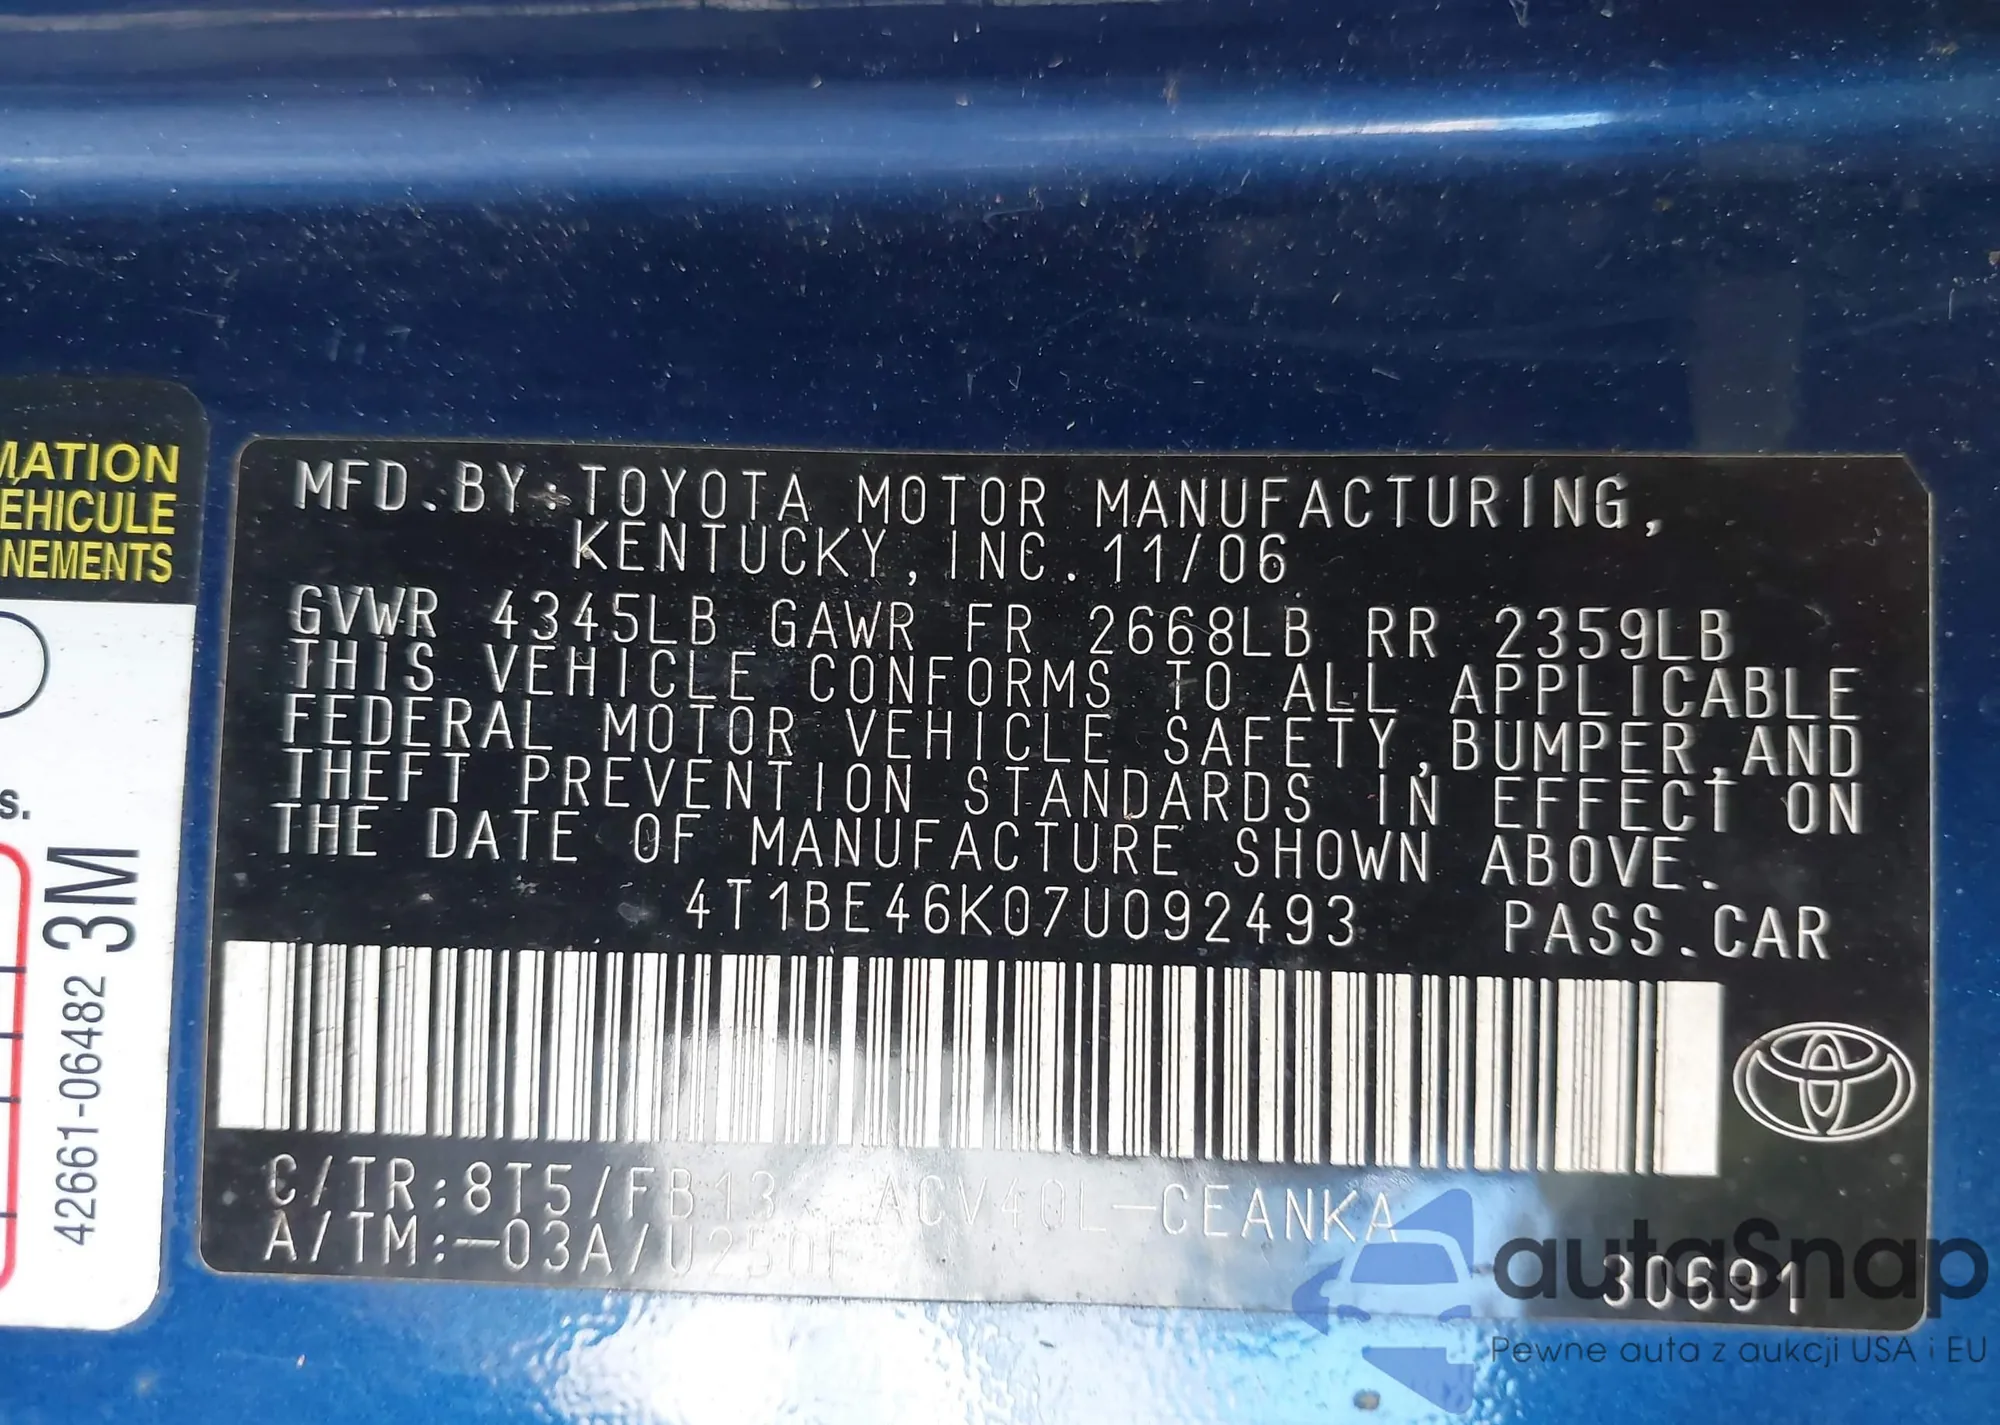 MATION
EHICULE
NEMENTS
s.
3M
42661-06482
MFD.BY:TOYOTA MOTOR MANUFACTURING,
KENTUCKY, INC. 11/06
GVWR 4345LB GAWR FR 2668LB RR 2359LB
THIS VEHICLE CONFORMS TO ALL APPLICABLE
FEDERAL MOTOR VEHICLE SAFETY,BUMPER,AND
THEFT PREVENTION STANDARDS IN EFFECT ON
THE DATE OF MANUFACTURE SHOWN ABOVE.
4T1BE46K07U092493 PASS.CAR
C/TR:8T5/FB13 ACV40L-CEANKA
A/TM:-03A/U250
30691
autaSnap
Pewne auta z aukcji USA i EU